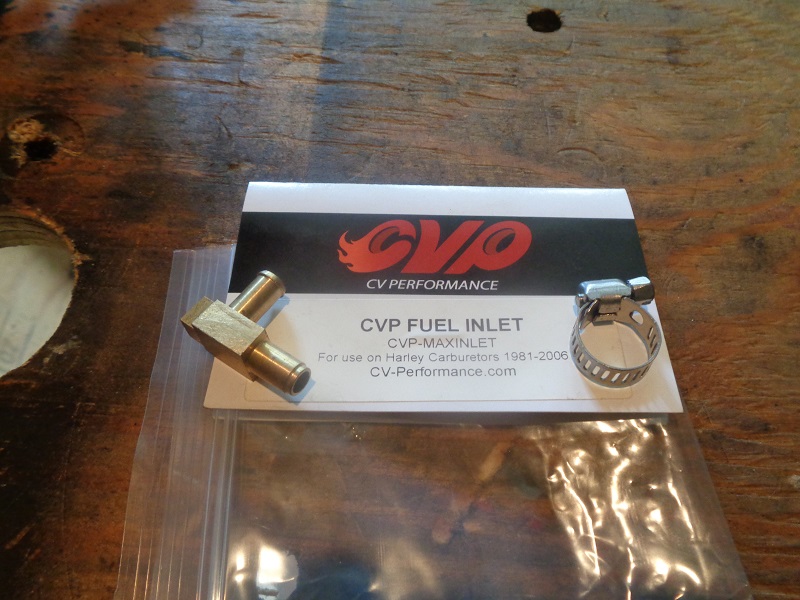 CVP
CV PERFORMANCE
CVP FUEL INLET
CVP-MAXINLET
For use on Harley Carburetors 1981-2006
CV-Performance.com